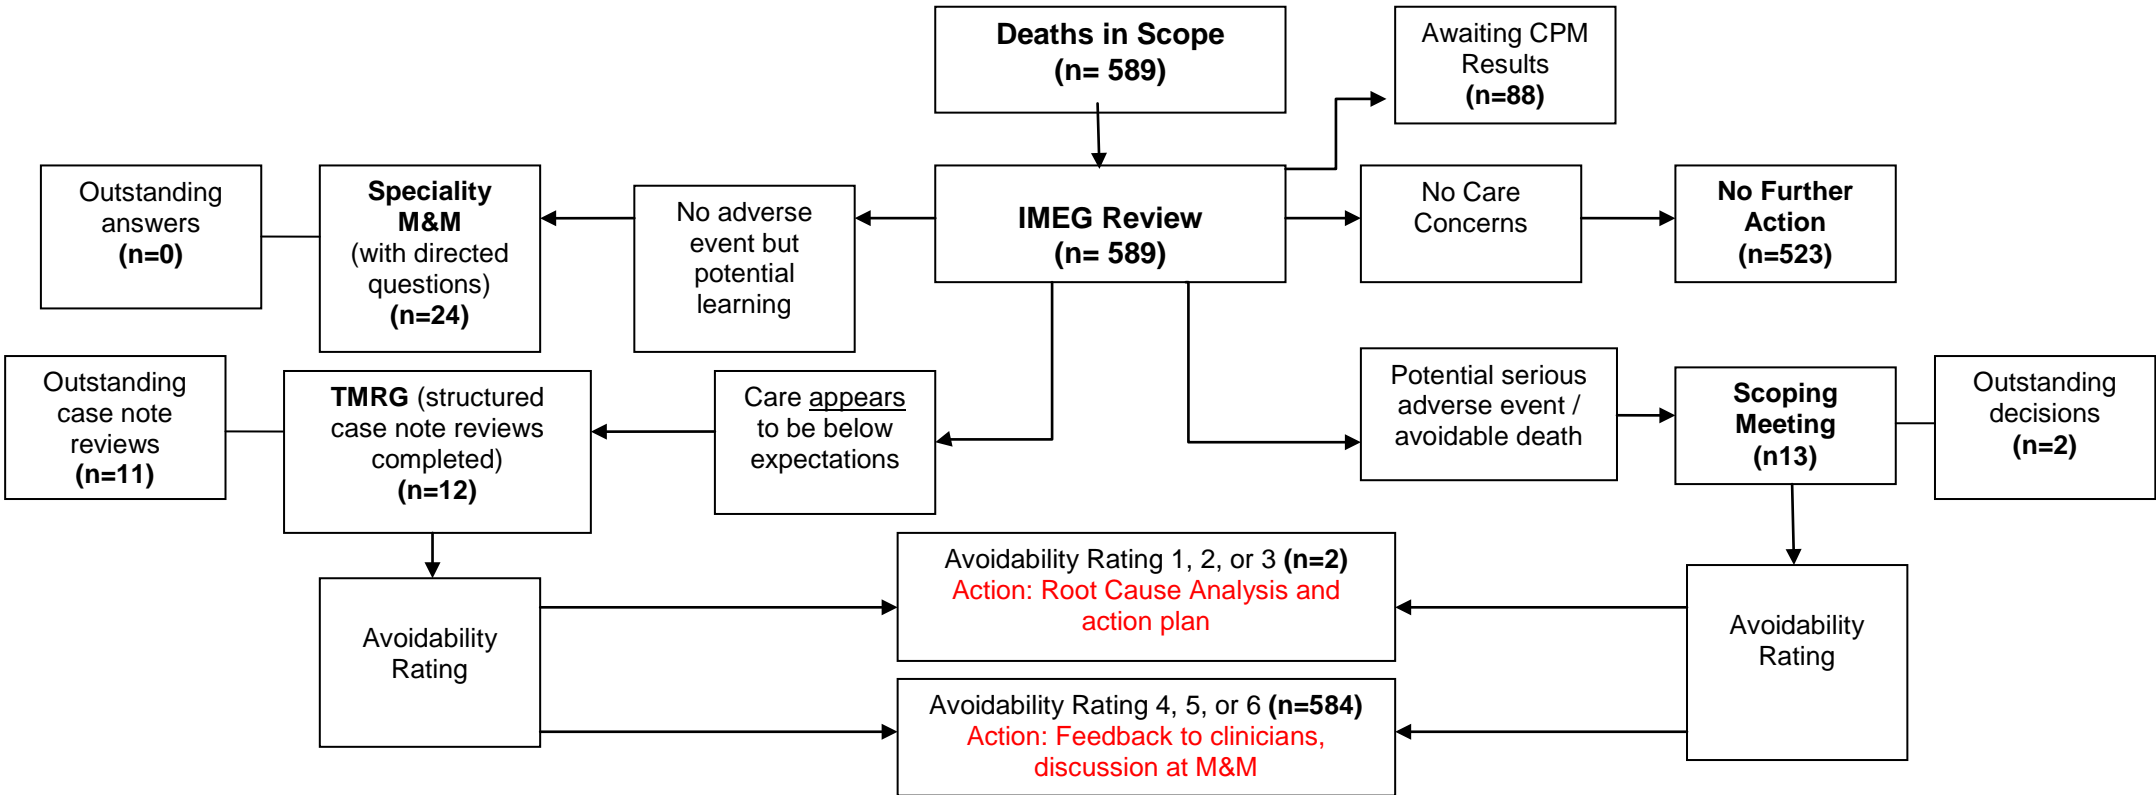 Deaths in Scope
(n= 589)
Awaiting CPM
Results
(n=88)
Outstanding
answers
(n=0)
Speciality
M&M
(with directed
questions)
(n=24)
No adverse
event but
potential
learning
IMEG Review
(n= 589)
No Care
Concerns
No Further
Action
(n=523)
Outstanding
case note
reviews
(n=11)
TMRG (structured
case note reviews
completed)
(n=12)
Care appears
to be below
expectations
Potential serious
adverse event /
avoidable death
Scoping
Meeting
(n13)
Outstanding
decisions
(n=2)
Avoidability
Rating
Avoidability Rating 1, 2, or 3 (n=2)
Action: Root Cause Analysis and
action plan
Avoidability Rating 4, 5, or 6 (n=584)
Action: Feedback to clinicians,
discussion at M&M
Avoidability
Rating